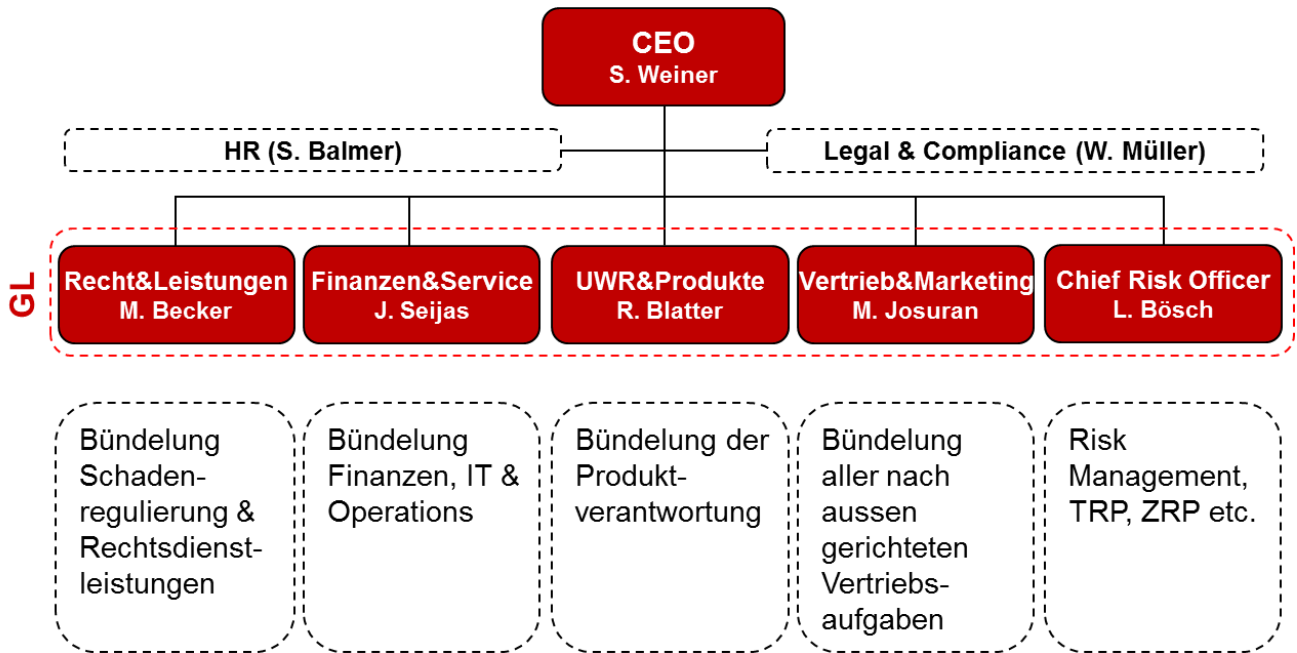 CEO
S. Weiner
HR (S. Balmer)
Legal & Compliance (W. Müller)
GL
Recht&Leistungen
M. Becker
Finanzen&Service
J. Seijas
UWR&Produkte
R. Blatter
Vertrieb&Marketing
M. Josuran
Chief Risk Officer
L. Bösch
Bündelung
Schaden-
regulierung &
Rechtsdienst-
leistungen
Bündelung
Finanzen, IT &
Operations
Bündelung der
Produkt-
verantwortung
Bündelung
aller nach
aussen
gerichteten
Vertriebs-
aufgaben
Risk
Management,
TRP, ZRP etc.